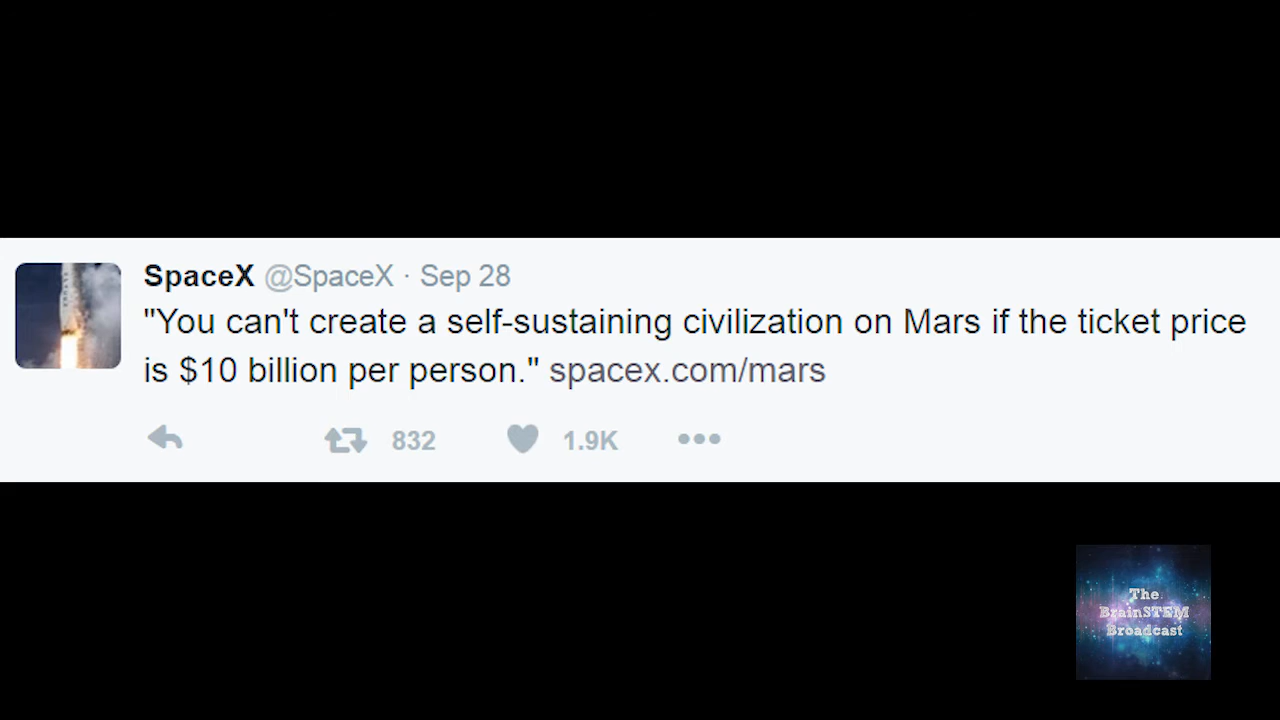 SpaceX @SpaceX · Sep 28
"You can't create a self-sustaining civilization on Mars if the ticket price
is $10 billion per person." spacex.com/mars
832 1.9K •••
The
BrainSTEM
Broadcast